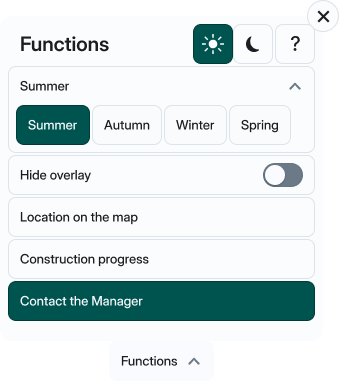 Functions ?
Summer
Summer Autumn Winter Spring
Hide overlay
Location on the map
Construction progress
Contact the Manager
Functions